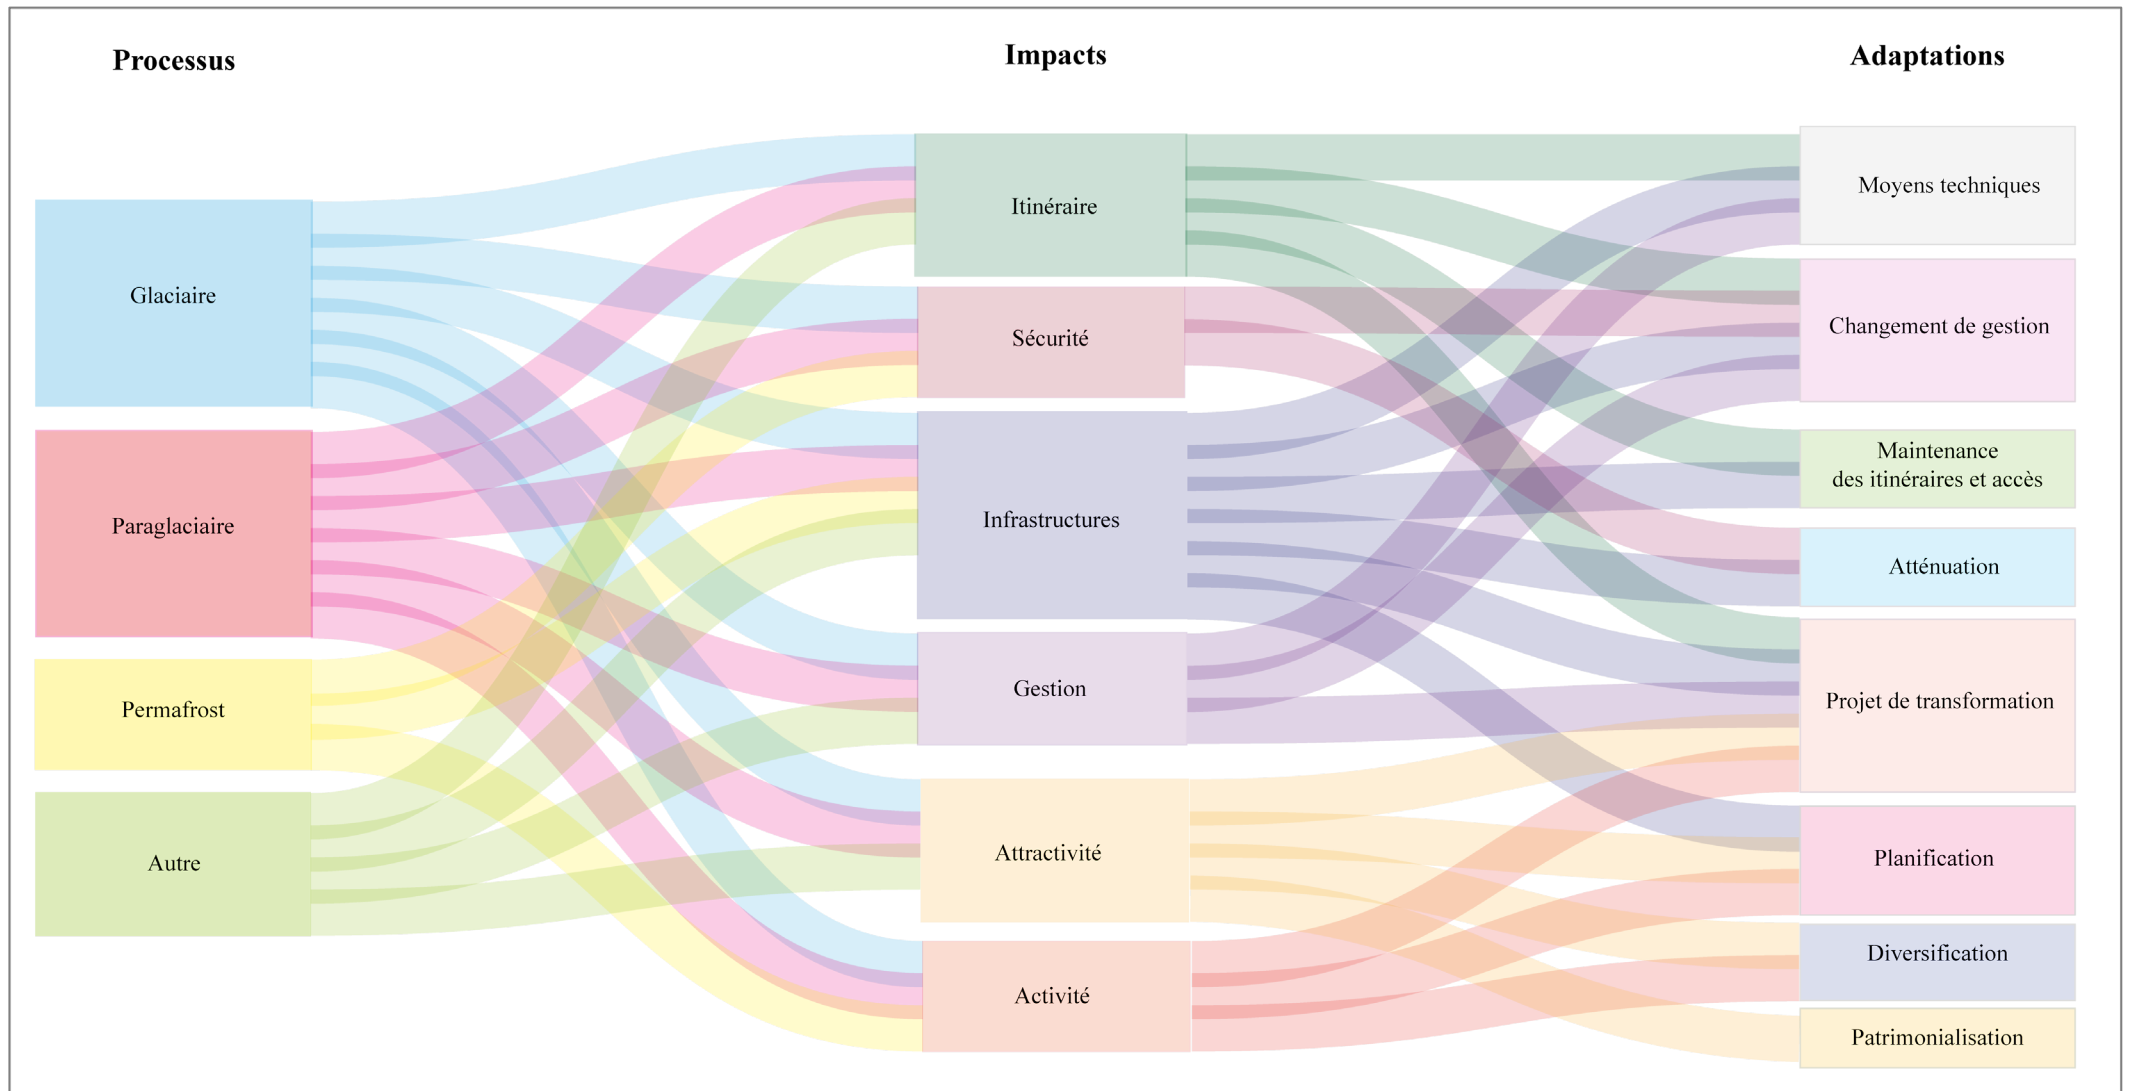 Processus
Impacts
Adaptations
Glaciaire
Paraglaciaire
Permafrost
Autre
Itinéraire
Sécurité
Infrastructures
Gestion
Attractivité
Activité
Moyens techniques
Changement de gestion
Maintenance
des itinéraires et accès
Atténuation
Projet de transformation
Planification
Diversification
Patrimonialisation